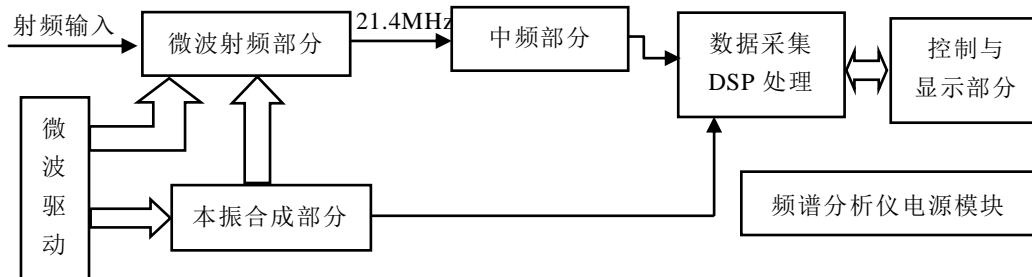 射频输入
微波射频部分
21.4MHz
中频部分
数据采集
DSP 处理
控制与
显示部分
微
波
驱
动
本振合成部分
频谱分析仪电源模块